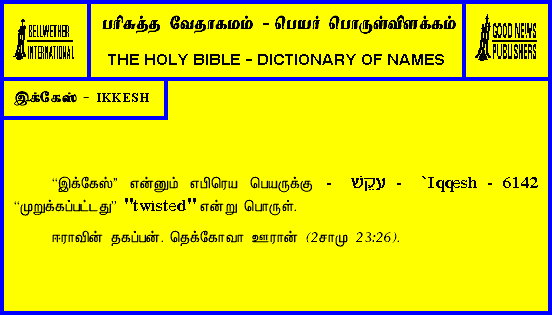 BELLWETHER
INTERNATIONAL
பரிசுத்த வேதாகமம் - பெயர் பொருள்விளக்கம்
THE HOLY BIBLE - DICTIONARY OF NAMES
GOOD NEWS
PUBLISHERS
இக்கேஸ் - IKKESH
“இக்கேஸ்” என்னும் எபிரெய பெயருக்கு - עִקֵּשׁ - `Iqqesh - 6142
“முறுக்கப்பட்டது” "twisted" என்று பொருள்.
ஈராவின் தகப்பன். தெக்கோவா ஊரான் (2சாமு 23:26).